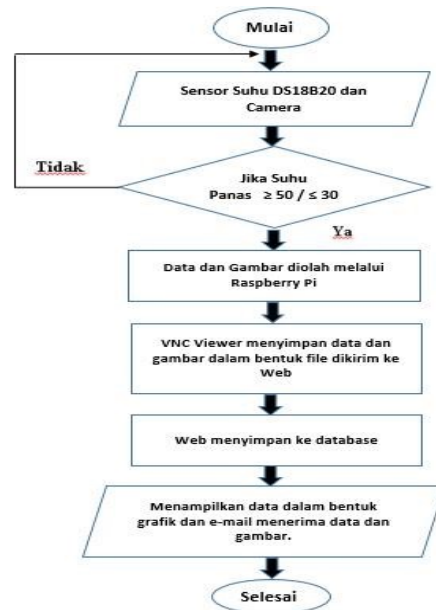 Mulai
Sensor Suhu DS18B20 dan
Camera
Tidak
Jika Suhu
Panas ≥ 50 / ≤ 30
Ya
Data dan Gambar diolah melalui
Raspberry Pi
VNC Viewer menyimpan data dan
gambar dalam bentuk file dikirim ke
Web
Web menyimpan ke database
Menampilkan data dalam bentuk
grafik dan e-mail menerima data dan
gambar.
Selesai